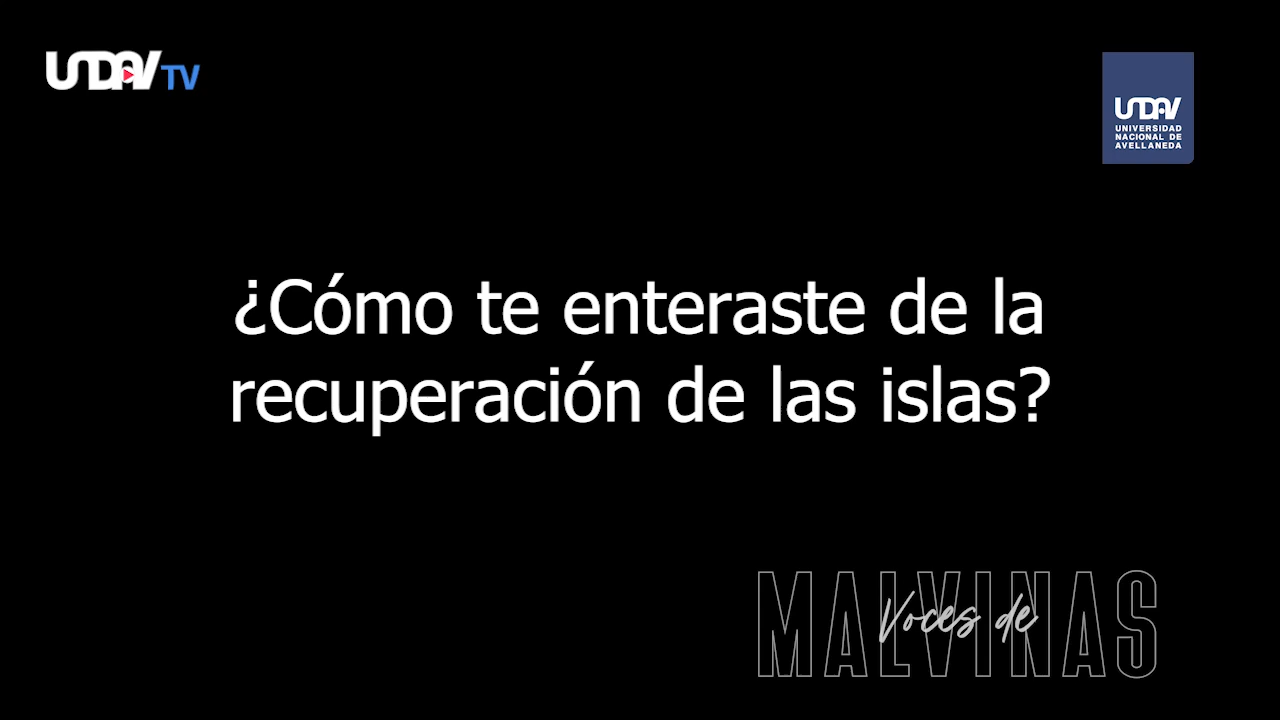 UNDAV TV
UNDAV
UNIVERSIDAD
NACIONAL DE
AVELLANEDA
¿Cómo te enteraste de la
recuperación de las islas?
Voces de
MALVINAS